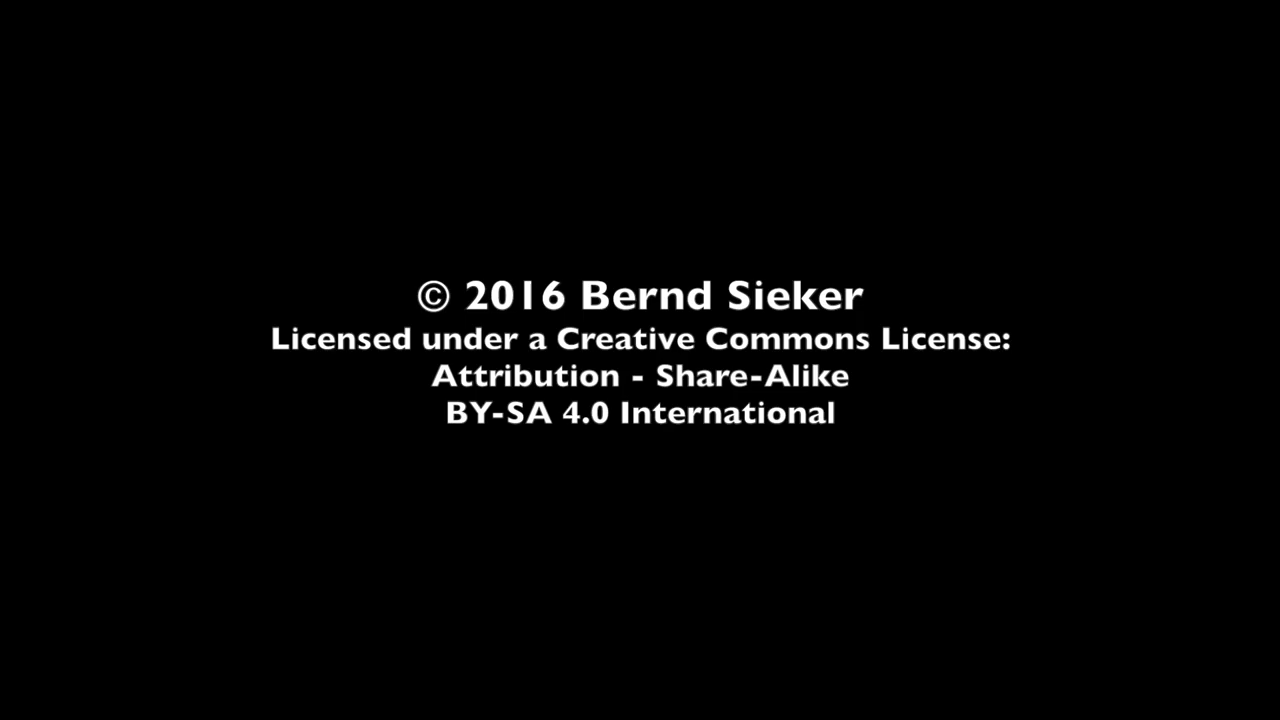 © 2016 Bernd Sieker
Licensed under a Creative Commons License:
Attribution - Share-Alike
BY-SA 4.0 International